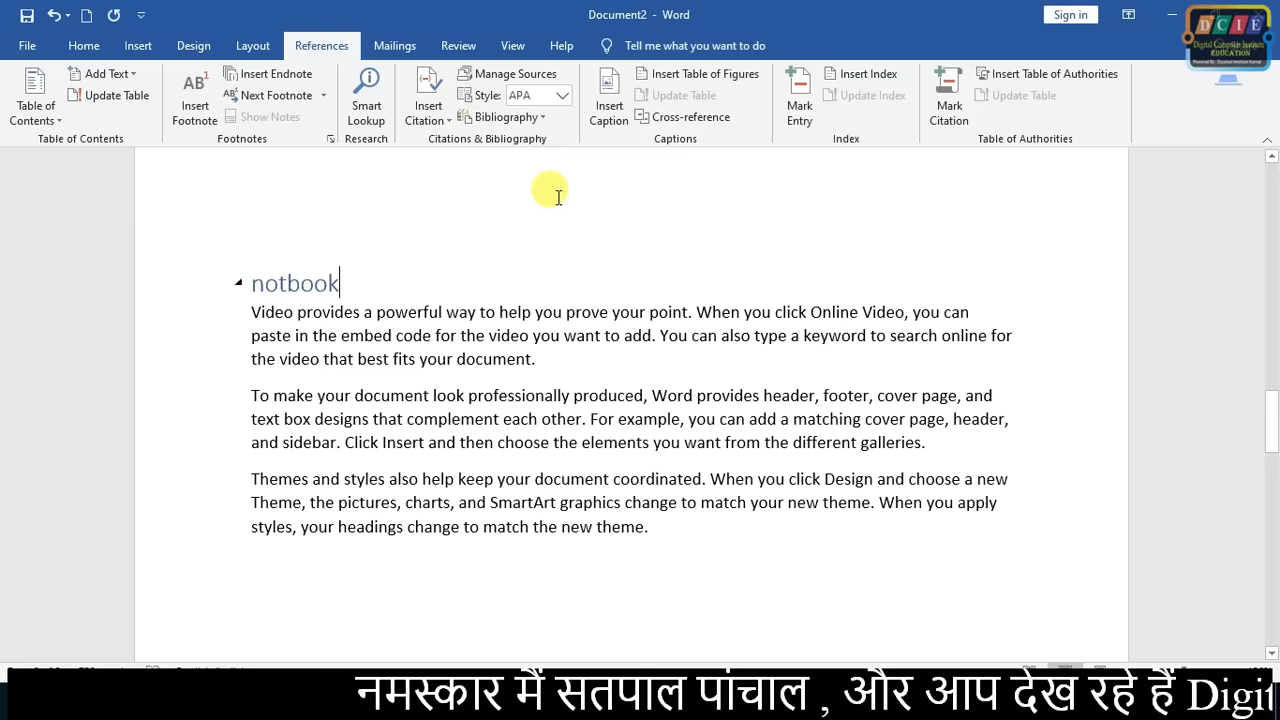 Document2 - Word
Sign in
DCIE
Digital Computer Institute
EDUCATION
File Home Insert Design Layout References Mailings Review View Help Tell me what you want to do
Table of Contents
Add Text
Update Table
Table of Contents
AB1
Insert Footnote
Insert Endnote
Next Footnote
Show Notes
Footnotes
Smart Lookup
Research
Insert Citation
Manage Sources
Style: APA
Bibliography
Citations & Bibliography
Insert Caption
Insert Table of Figures
Update Table
Cross-reference
Captions
Mark Entry
Insert Index
Update Index
Index
Mark Citation
Insert Table of Authorities
Update Table
Table of Authorities
notbook
Video provides a powerful way to help you prove your point. When you click Online Video, you can
paste in the embed code for the video you want to add. You can also type a keyword to search online for
the video that best fits your document.
To make your document look professionally produced, Word provides header, footer, cover page, and
text box designs that complement each other. For example, you can add a matching cover page, header,
and sidebar. Click Insert and then choose the elements you want from the different galleries.
Themes and styles also help keep your document coordinated. When you click Design and choose a new
Theme, the pictures, charts, and SmartArt graphics change to match your new theme. When you apply
styles, your headings change to match the new theme.
नमस्कार मैं सतपाल पांचाल , और आप देख रहे हैं Digit